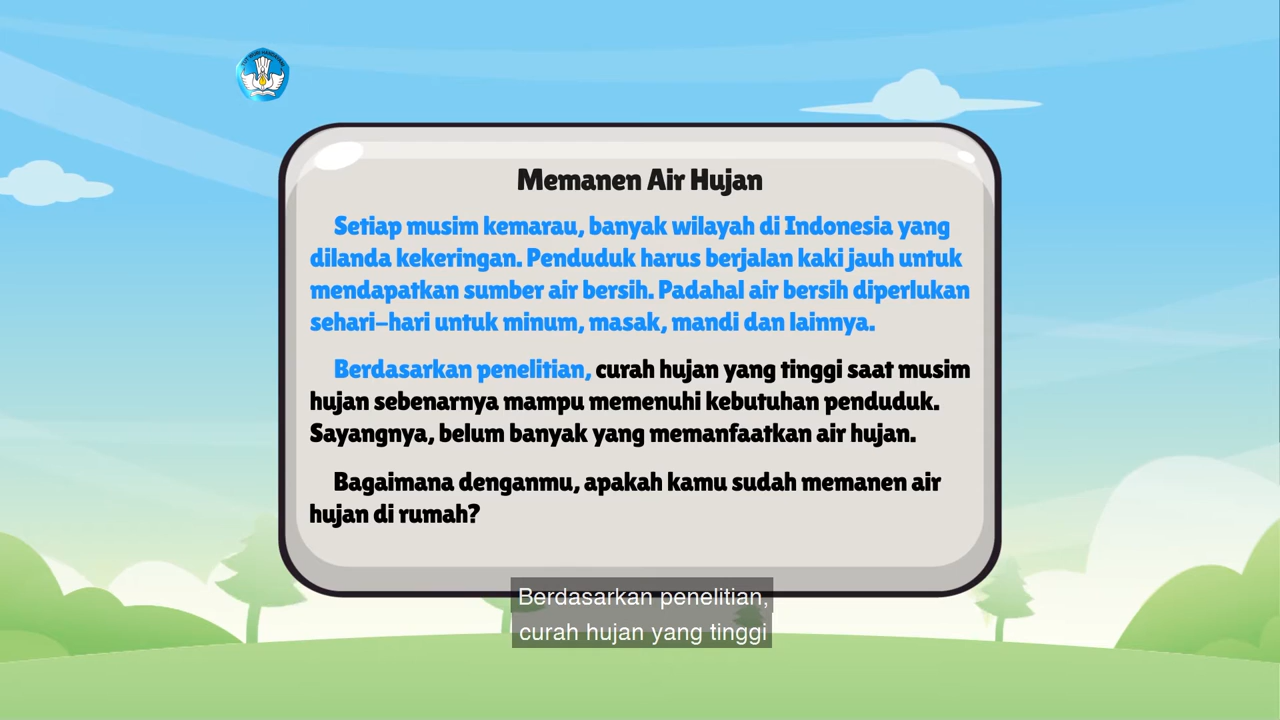 Memanen Air Hujan
Setiap musim kemarau, banyak wilayah di Indonesia yang
dilanda kekeringan. Penduduk harus berjalan kaki jauh untuk
mendapatkan sumber air bersih. Padahal air bersih diperlukan
sehari-hari untuk minum, masak, mandi dan lainnya.
Berdasarkan penelitian, curah hujan yang tinggi saat musim
hujan sebenarnya mampu memenuhi kebutuhan penduduk.
Sayangnya, belum banyak yang memanfaatkan air hujan.
Bagaimana denganmu, apakah kamu sudah memanen air
hujan di rumah?
Berdasarkan penelitian,
curah hujan yang tinggi